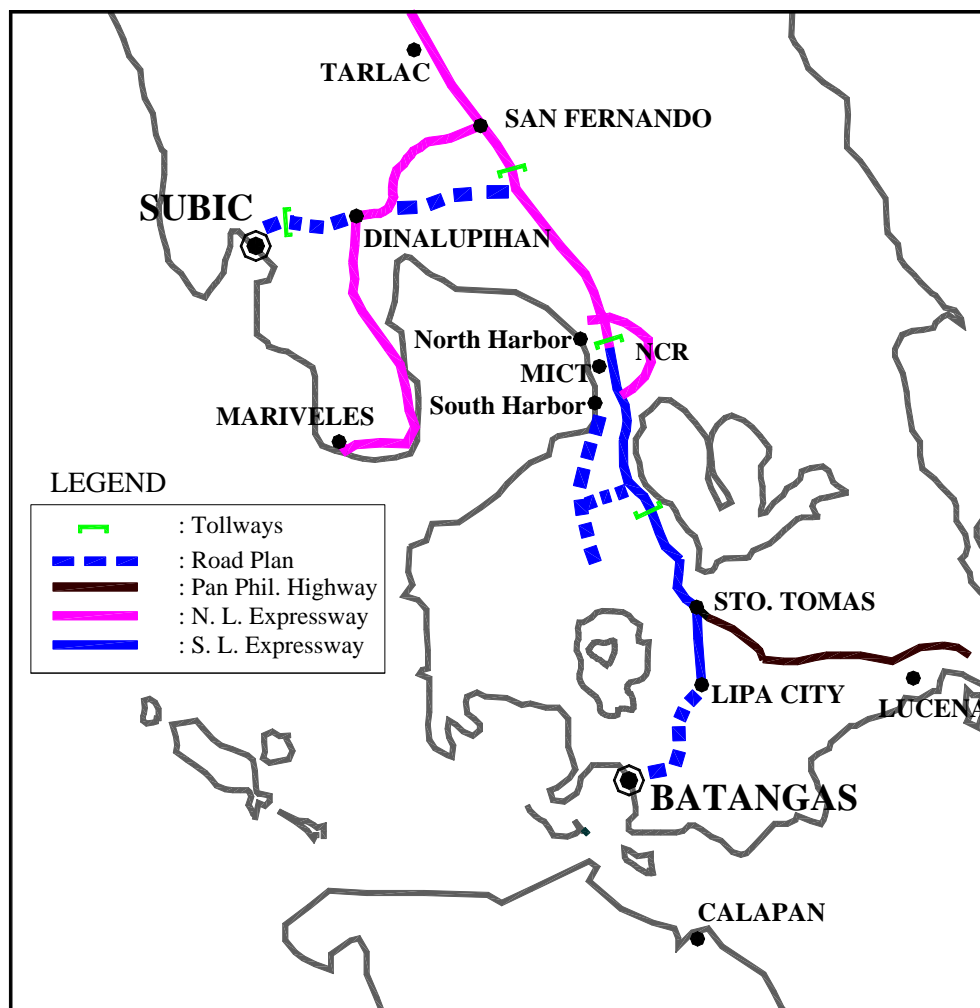 TARLAC
SAN FERNANDO
SUBIC
DINALUPIHAN
North Harbor
NCR
MICT
South Harbor
MARIVELES
LEGEND
: Tollways
: Road Plan
: Pan Phil. Highway
: N. L. Expressway
: S. L. Expressway
STO. TOMAS
LIPA CITY
LUCENA
BATANGAS
CALAPAN